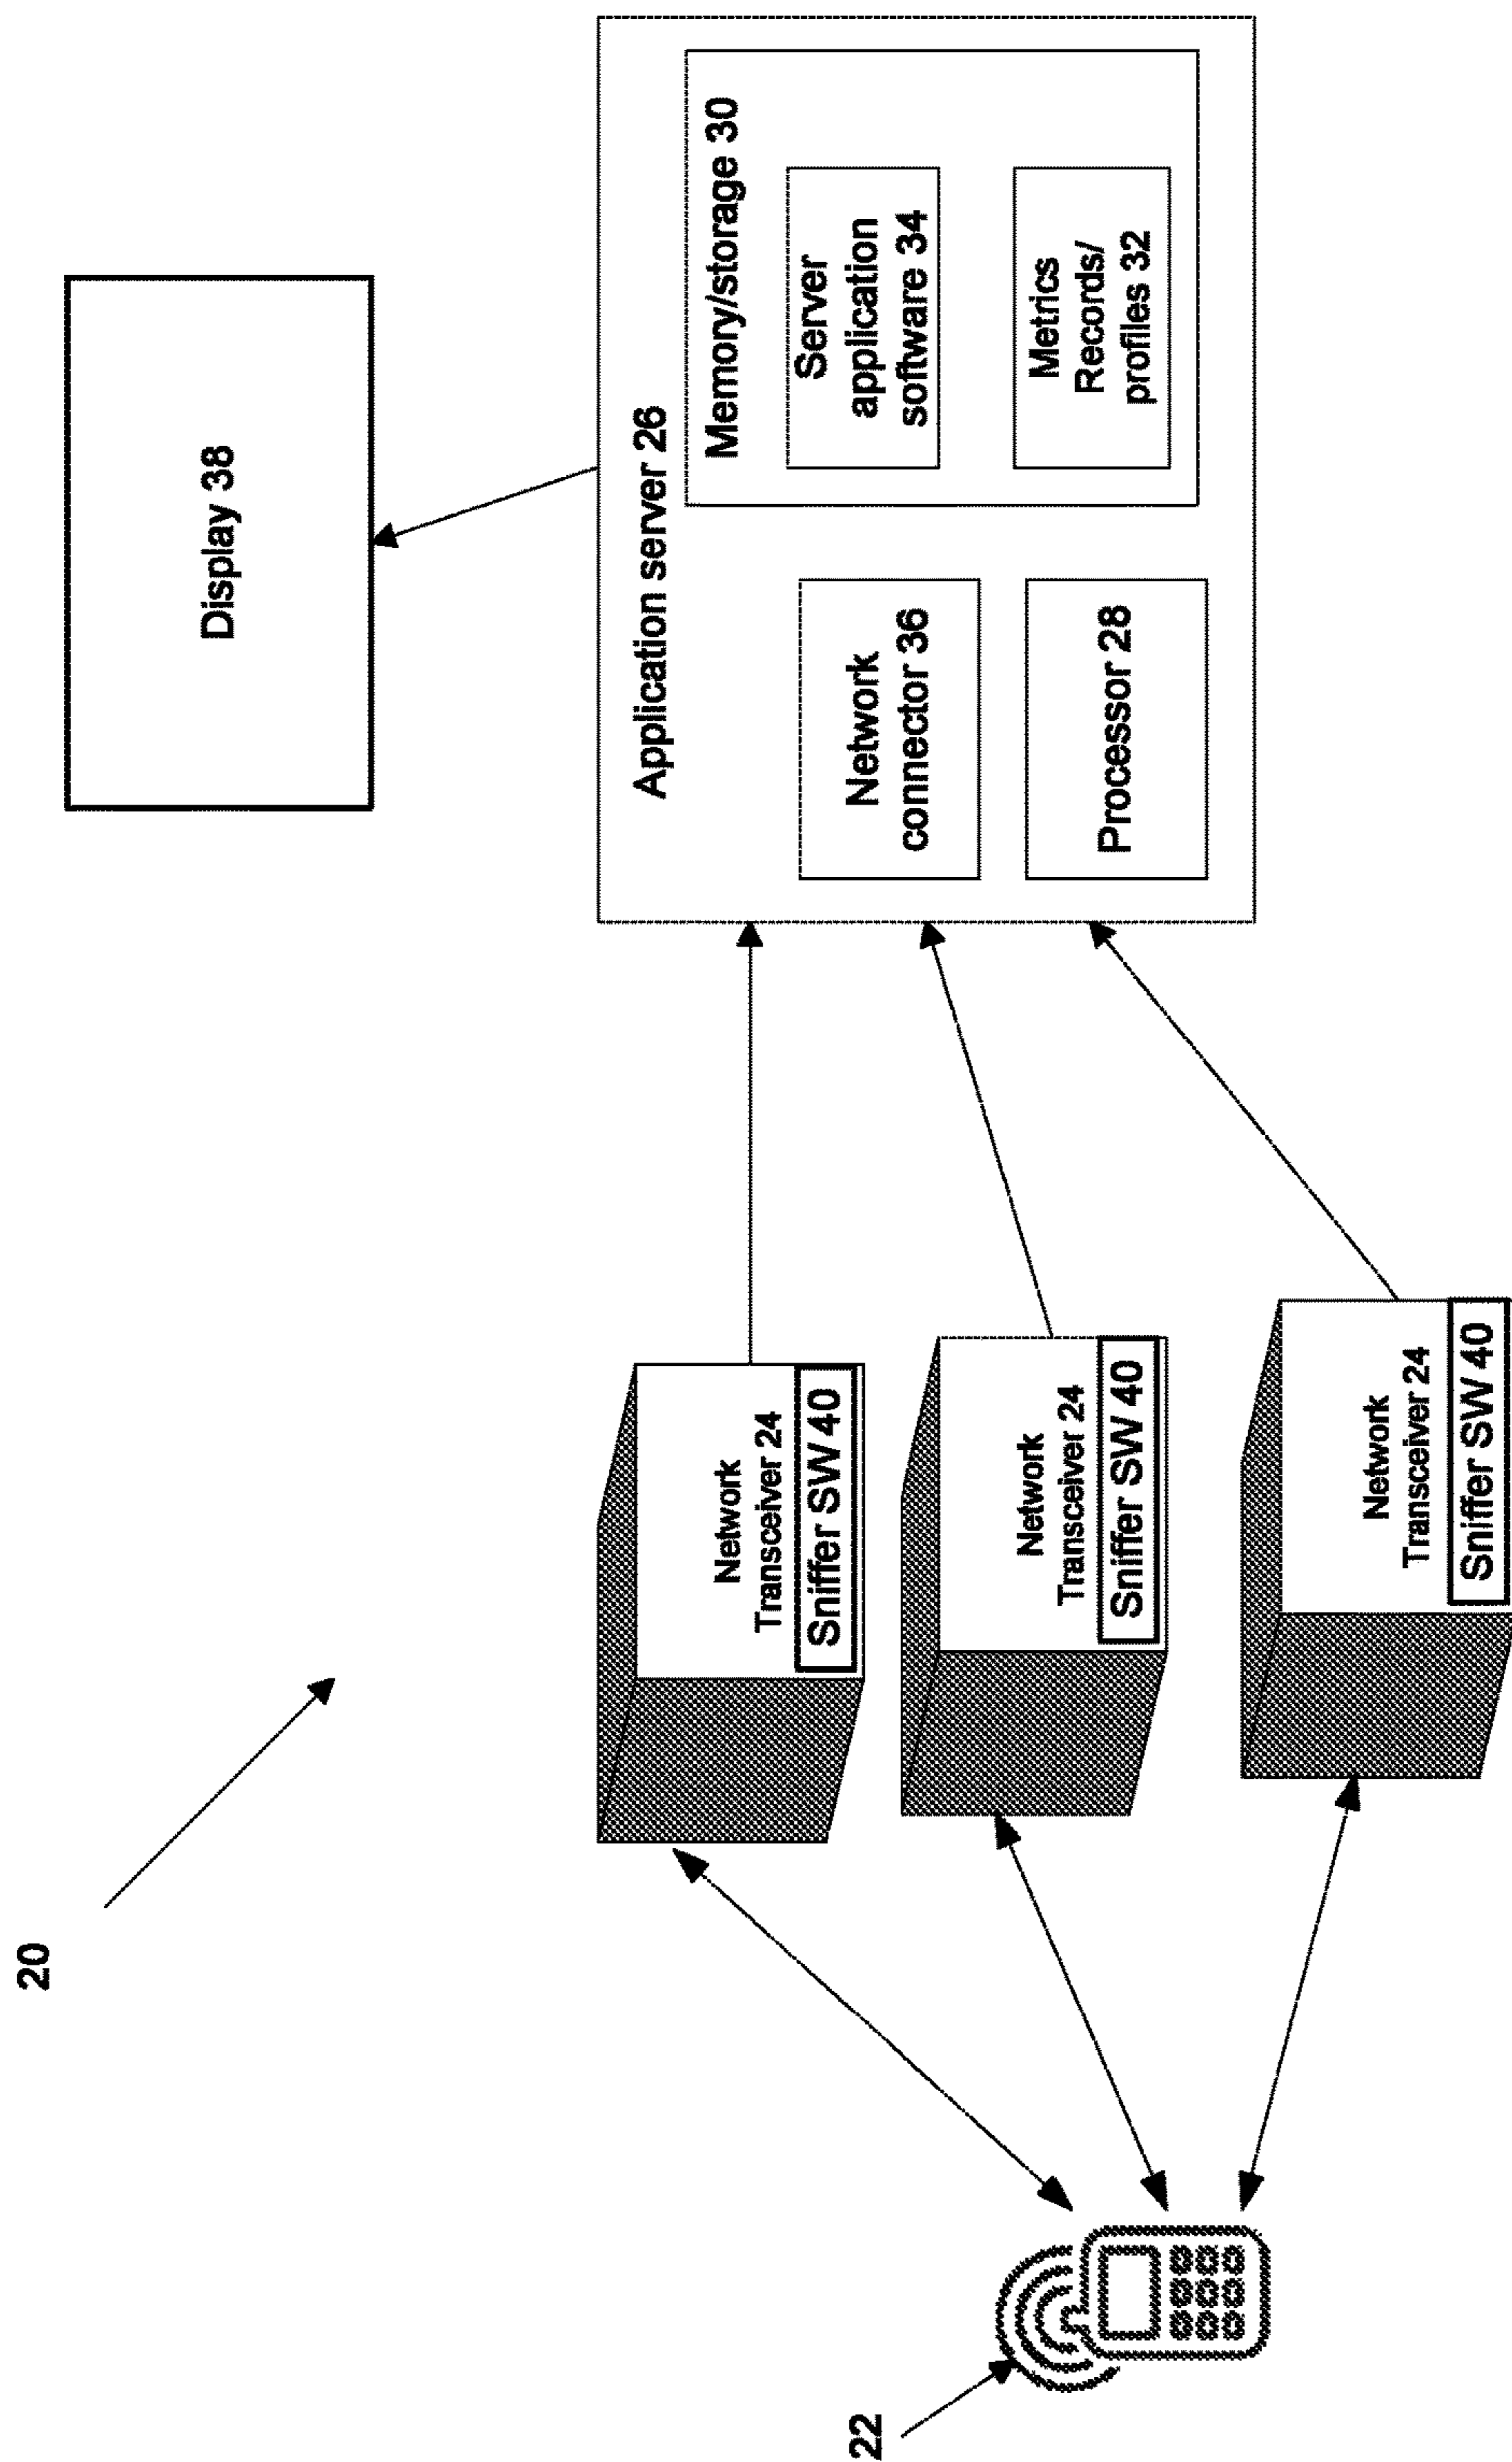 20
Display 38
Application server 26
Memory/storage 30
Server
application
software 34
Metrics
Records/
profiles 32
Network
connector 36
Processor 28
Network
Transceiver 24
Sniffer SW 40
Network
Transceiver 24
Sniffer SW 40
Network
Transceiver 24
Sniffer SW 40
22